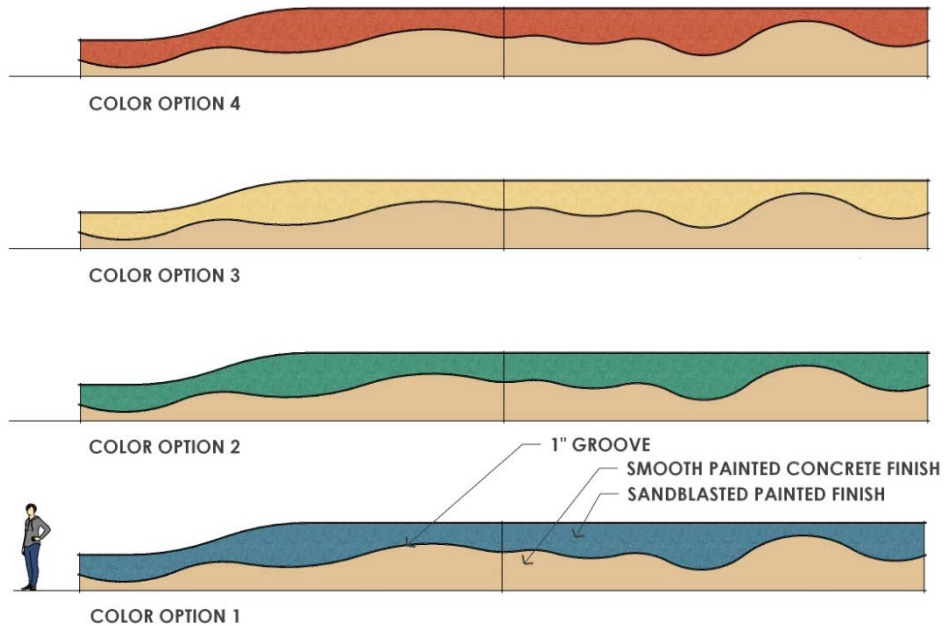 COLOR OPTION 4
COLOR OPTION 3
COLOR OPTION 2
1" GROOVE
SMOOTH PAINTED CONCRETE FINISH
SANDBLASTED PAINTED FINISH
COLOR OPTION 1